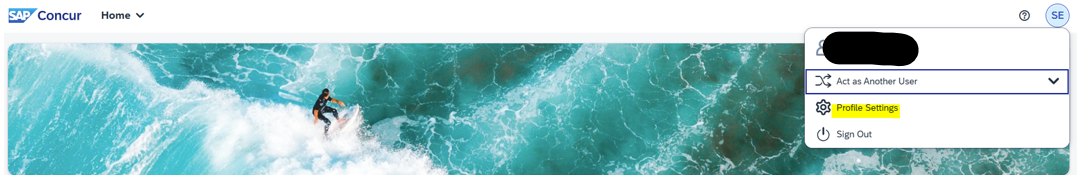 SAP Concur Home SE
Act as Another User
Profile Settings
Sign Out